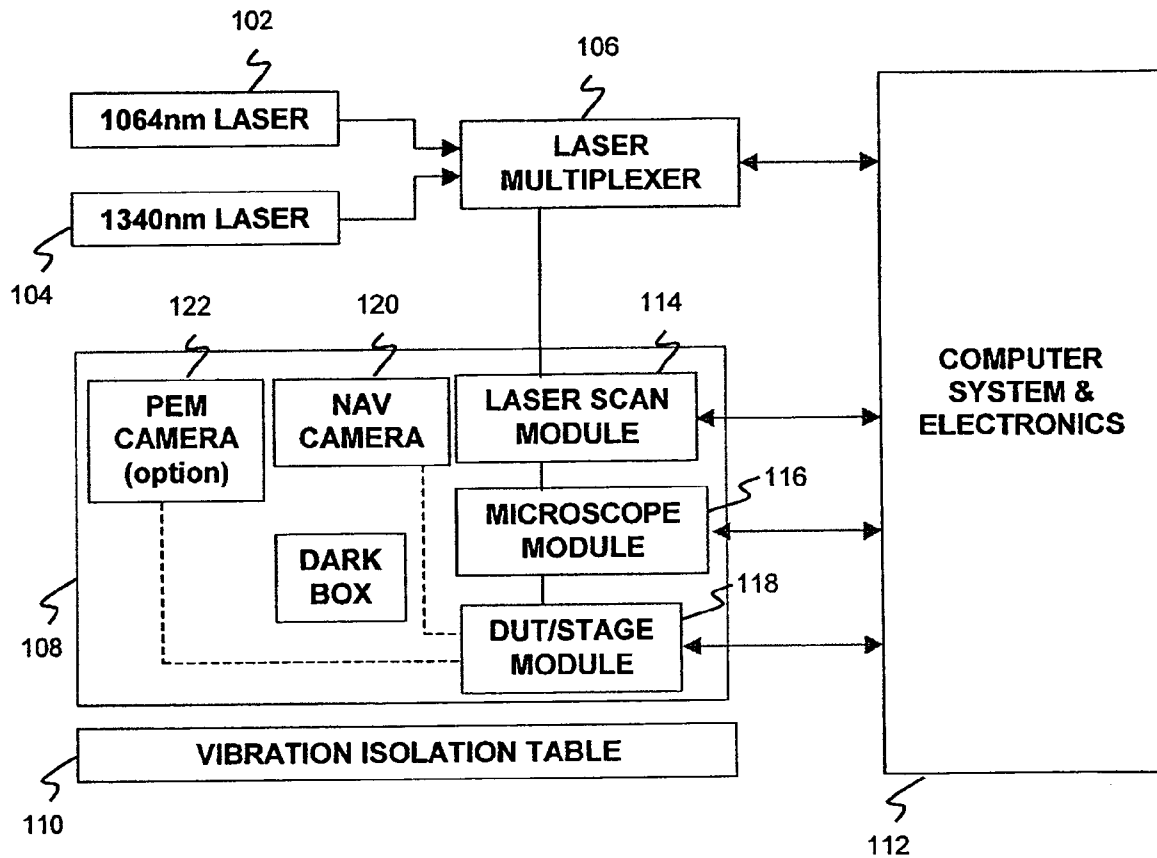 102
106
1064nm LASER
LASER
MULTIPLEXER
1340nm LASER
104
122
120
114
PEM
CAMERA
(option)
NAV
CAMERA
LASER SCAN
MODULE
COMPUTER
SYSTEM &
ELECTRONICS
116
MICROSCOPE
MODULE
DARK
BOX
118
DUT/STAGE
MODULE
108
VIBRATION ISOLATION TABLE
110
112